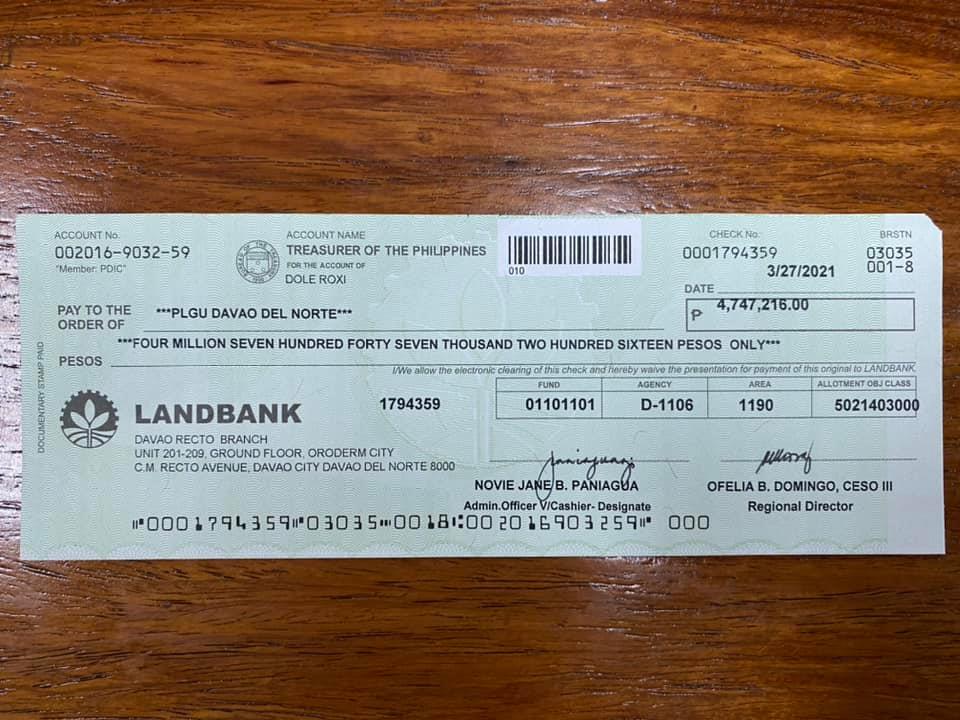 ACCOUNT No.
002016-9032-59
"Member: PDIC"
ACCOUNT NAME
TREASURER OF THE PHILIPPINES
FOR THE ACCOUNT OF
DOLE ROXI
010
CHECK No.
0001794359
BRSTN
03035
001-8
3/27/2021
DATE
PAY TO THE
ORDER OF
***PLGU DAVAO DEL NORTE***
₱ 4,747,216.00
***FOUR MILLION SEVEN HUNDRED FORTY SEVEN THOUSAND TWO HUNDRED SIXTEEN PESOS ONLY***
PESOS
I/We allow the electronic clearing of this check and hereby waive the presentation for payment of this original to LANDBANK.
DOCUMENTARY STAMP PAID
LANDBANK
1794359
FUND AGENCY AREA ALLOTMENT OBJ CLASS
01101101 D-1106 1190 5021403000
DAVAO RECTO BRANCH
UNIT 201-209, GROUND FLOOR, ORODERM CITY
C.M. RECTO AVENUE, DAVAO CITY DAVAO DEL NORTE 8000
NOVIE JANE B. PANIAGUA
Admin.Officer V/Cashier- Designate
OFELIA B. DOMINGO, CESO III
Regional Director
⑈0001794359⑈03035⑉0018⑆002016903259⑈ 000